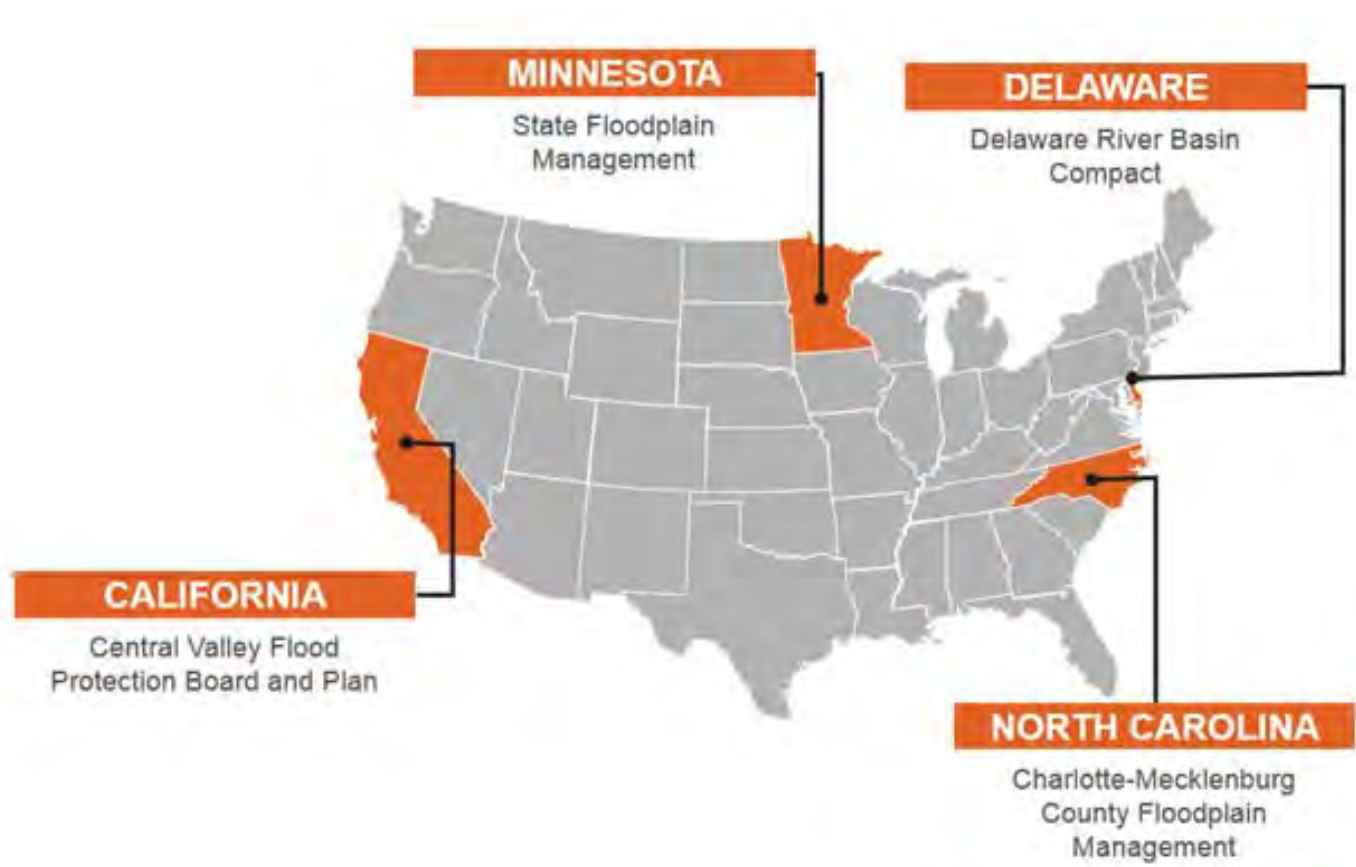 MINNESOTA
State Floodplain
Management
DELAWARE
Delaware River Basin
Compact
CALIFORNIA
Central Valley Flood
Protection Board and Plan
NORTH CAROLINA
Charlotte-Mecklenburg
County Floodplain
Management